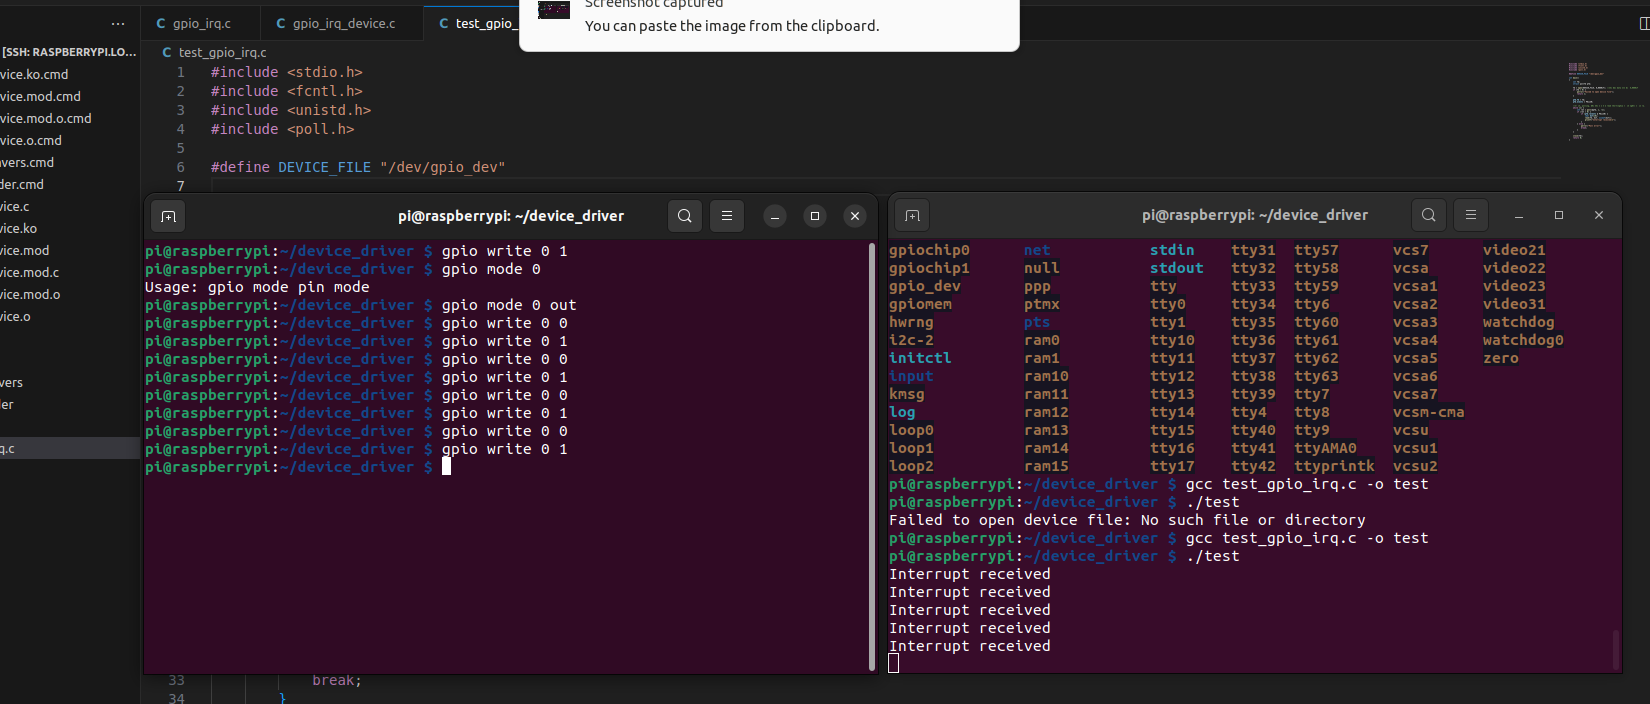 Screenshot captured
You can paste the image from the clipboard.
C gpio_irq.c C gpio_irq_device.c C test_gpio_
[SSH: RASPBERRYPI.LO...
C test_gpio_irq.c
vice.ko.cmd
vice.mod.cmd
vice.mod.o.cmd
vice.o.cmd
avers.cmd
der.cmd
vice.c
vice.ko
vice.mod
vice.mod.c
vice.mod.o
vice.o
vers
ler
q.c
1 #include <stdio.h>
2 #include <fcntl.h>
3 #include <unistd.h>
4 #include <poll.h>
5
6 #define DEVICE_FILE "/dev/gpio_dev"
7
pi@raspberrypi: ~/device_driver
pi@raspberrypi:~/device_driver $ gpio write 0 1
pi@raspberrypi:~/device_driver $ gpio mode 0
Usage: gpio mode pin mode
pi@raspberrypi:~/device_driver $ gpio mode 0 out
pi@raspberrypi:~/device_driver $ gpio write 0 0
pi@raspberrypi:~/device_driver $ gpio write 0 1
pi@raspberrypi:~/device_driver $ gpio write 0 0
pi@raspberrypi:~/device_driver $ gpio write 0 1
pi@raspberrypi:~/device_driver $ gpio write 0 0
pi@raspberrypi:~/device_driver $ gpio write 0 1
pi@raspberrypi:~/device_driver $ gpio write 0 0
pi@raspberrypi:~/device_driver $ gpio write 0 1
pi@raspberrypi:~/device_driver $
pi@raspberrypi: ~/device_driver
gpiochip0 net stdin tty31 tty57 vcs7 video21
gpiochip1 null stdout tty32 tty58 vcsa video22
gpio_dev ppp tty tty33 tty59 vcsa1 video23
gpiomem ptmx tty0 tty34 tty6 vcsa2 video31
hwrng pts tty1 tty35 tty60 vcsa3 watchdog
i2c-2 ram0 tty10 tty36 tty61 vcsa4 watchdog0
initctl ram1 tty11 tty37 tty62 vcsa5 zero
input ram10 tty12 tty38 tty63 vcsa6
kmsg ram11 tty13 tty39 tty7 vcsa7
log ram12 tty14 tty4 tty8 vcsm-cma
loop0 ram13 tty15 tty40 tty9 vcsu
loop1 ram14 tty16 tty41 ttyAMA0 vcsu1
loop2 ram15 tty17 tty42 ttyprintk vcsu2
pi@raspberrypi:~/device_driver $ gcc test_gpio_irq.c -o test
pi@raspberrypi:~/device_driver $ ./test
Failed to open device file: No such file or directory
pi@raspberrypi:~/device_driver $ gcc test_gpio_irq.c -o test
pi@raspberrypi:~/device_driver $ ./test
Interrupt received
Interrupt received
Interrupt received
Interrupt received
Interrupt received
33 break;
34 }